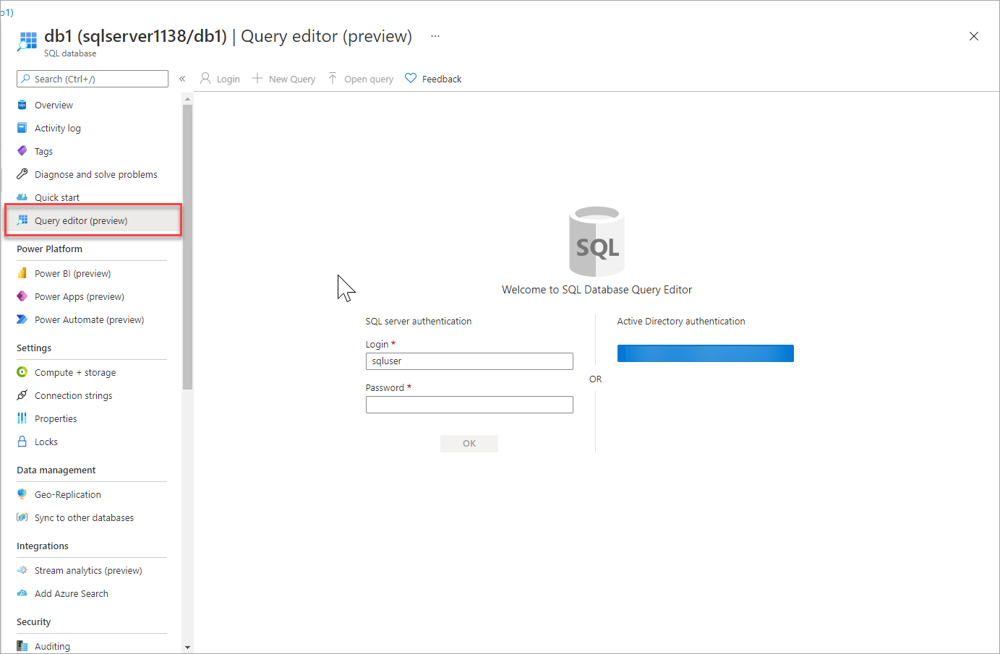 b1)
db1 (sqlserver1138/db1) | Query editor (preview) ...
SQL database
Search (Ctrl+/)
«
Login
New Query
Open query
Feedback
Overview
Activity log
Tags
Diagnose and solve problems
Quick start
Query editor (preview)
Power Platform
Power BI (preview)
Power Apps (preview)
Power Automate (preview)
Settings
Compute + storage
Connection strings
Properties
Locks
Data management
Geo-Replication
Sync to other databases
Integrations
Stream analytics (preview)
Add Azure Search
Security
Auditing
SQL
Welcome to SQL Database Query Editor
SQL server authentication
Login *
sqluser
Password *
OK
OR
Active Directory authentication